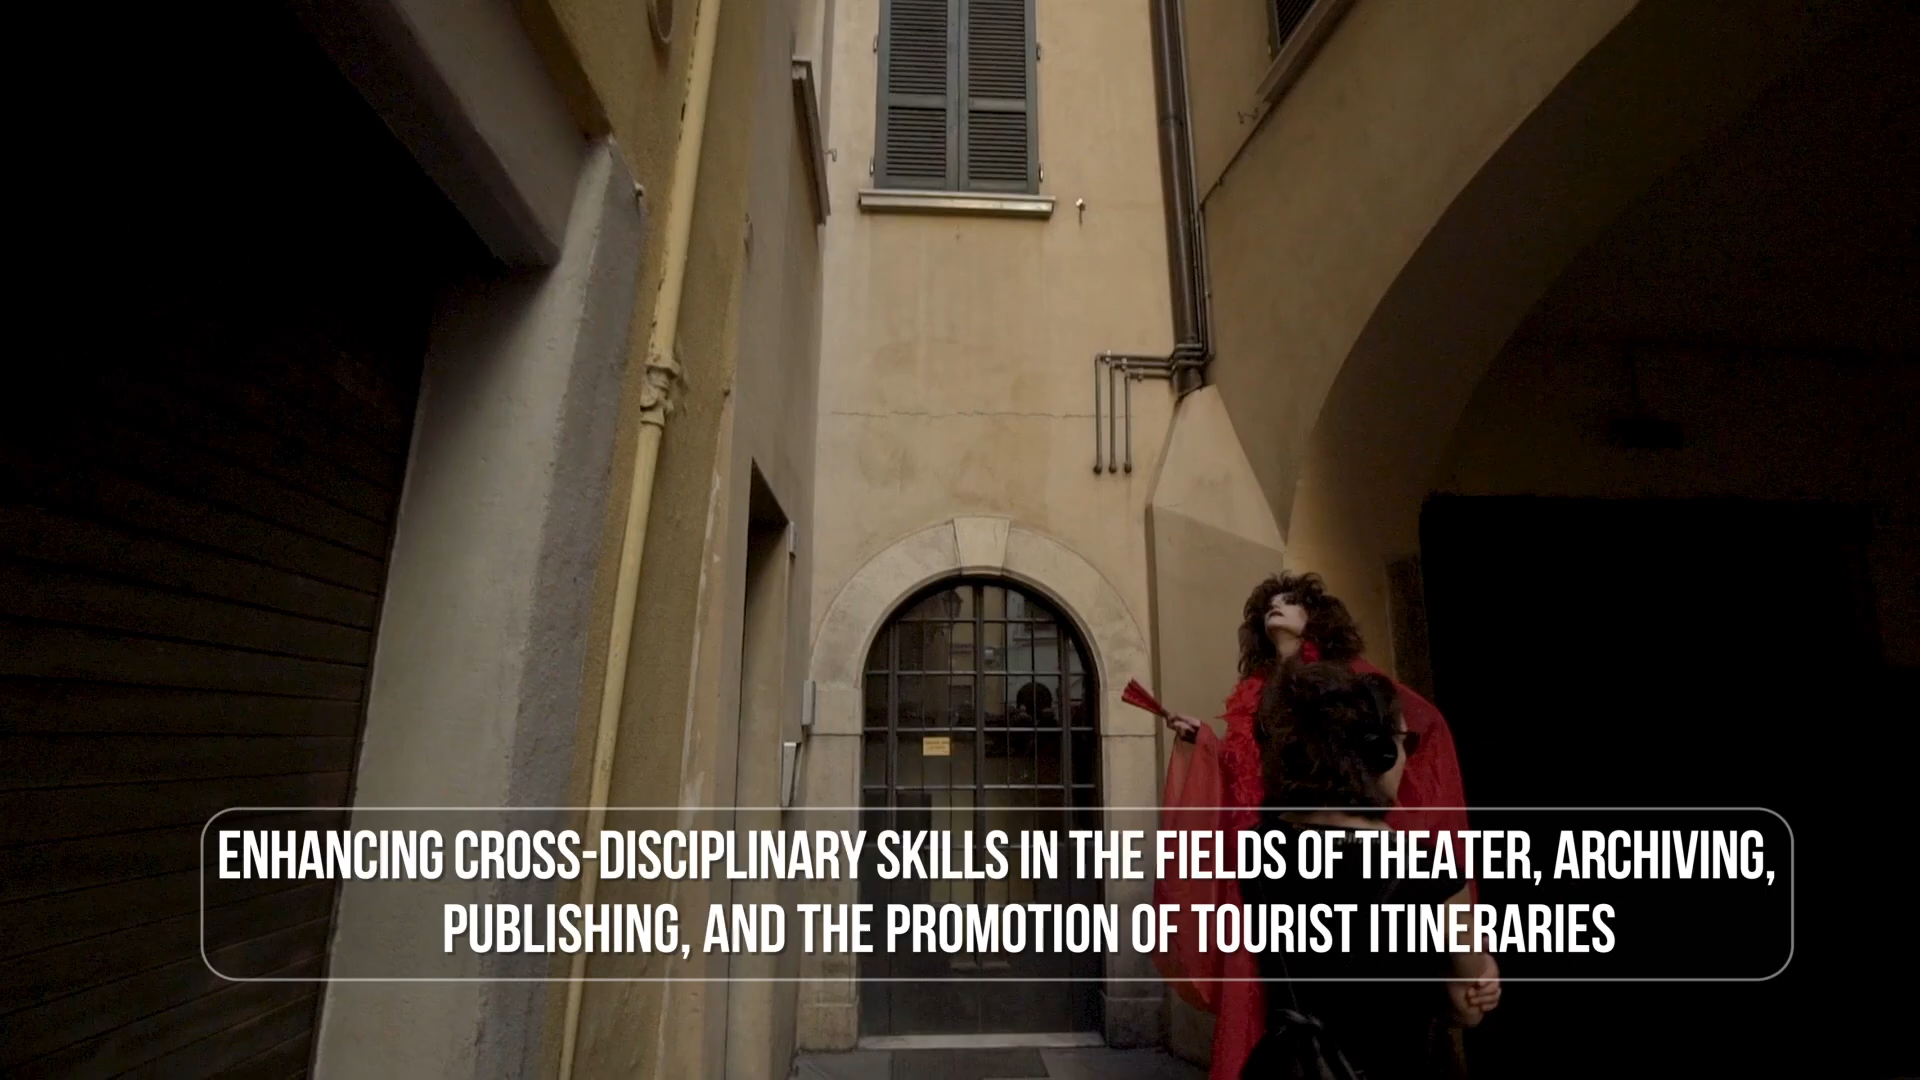 ENHANCING CROSS-DISCIPLINARY SKILLS IN THE FIELDS OF THEATER, ARCHIVING,
PUBLISHING, AND THE PROMOTION OF TOURIST ITINERARIES